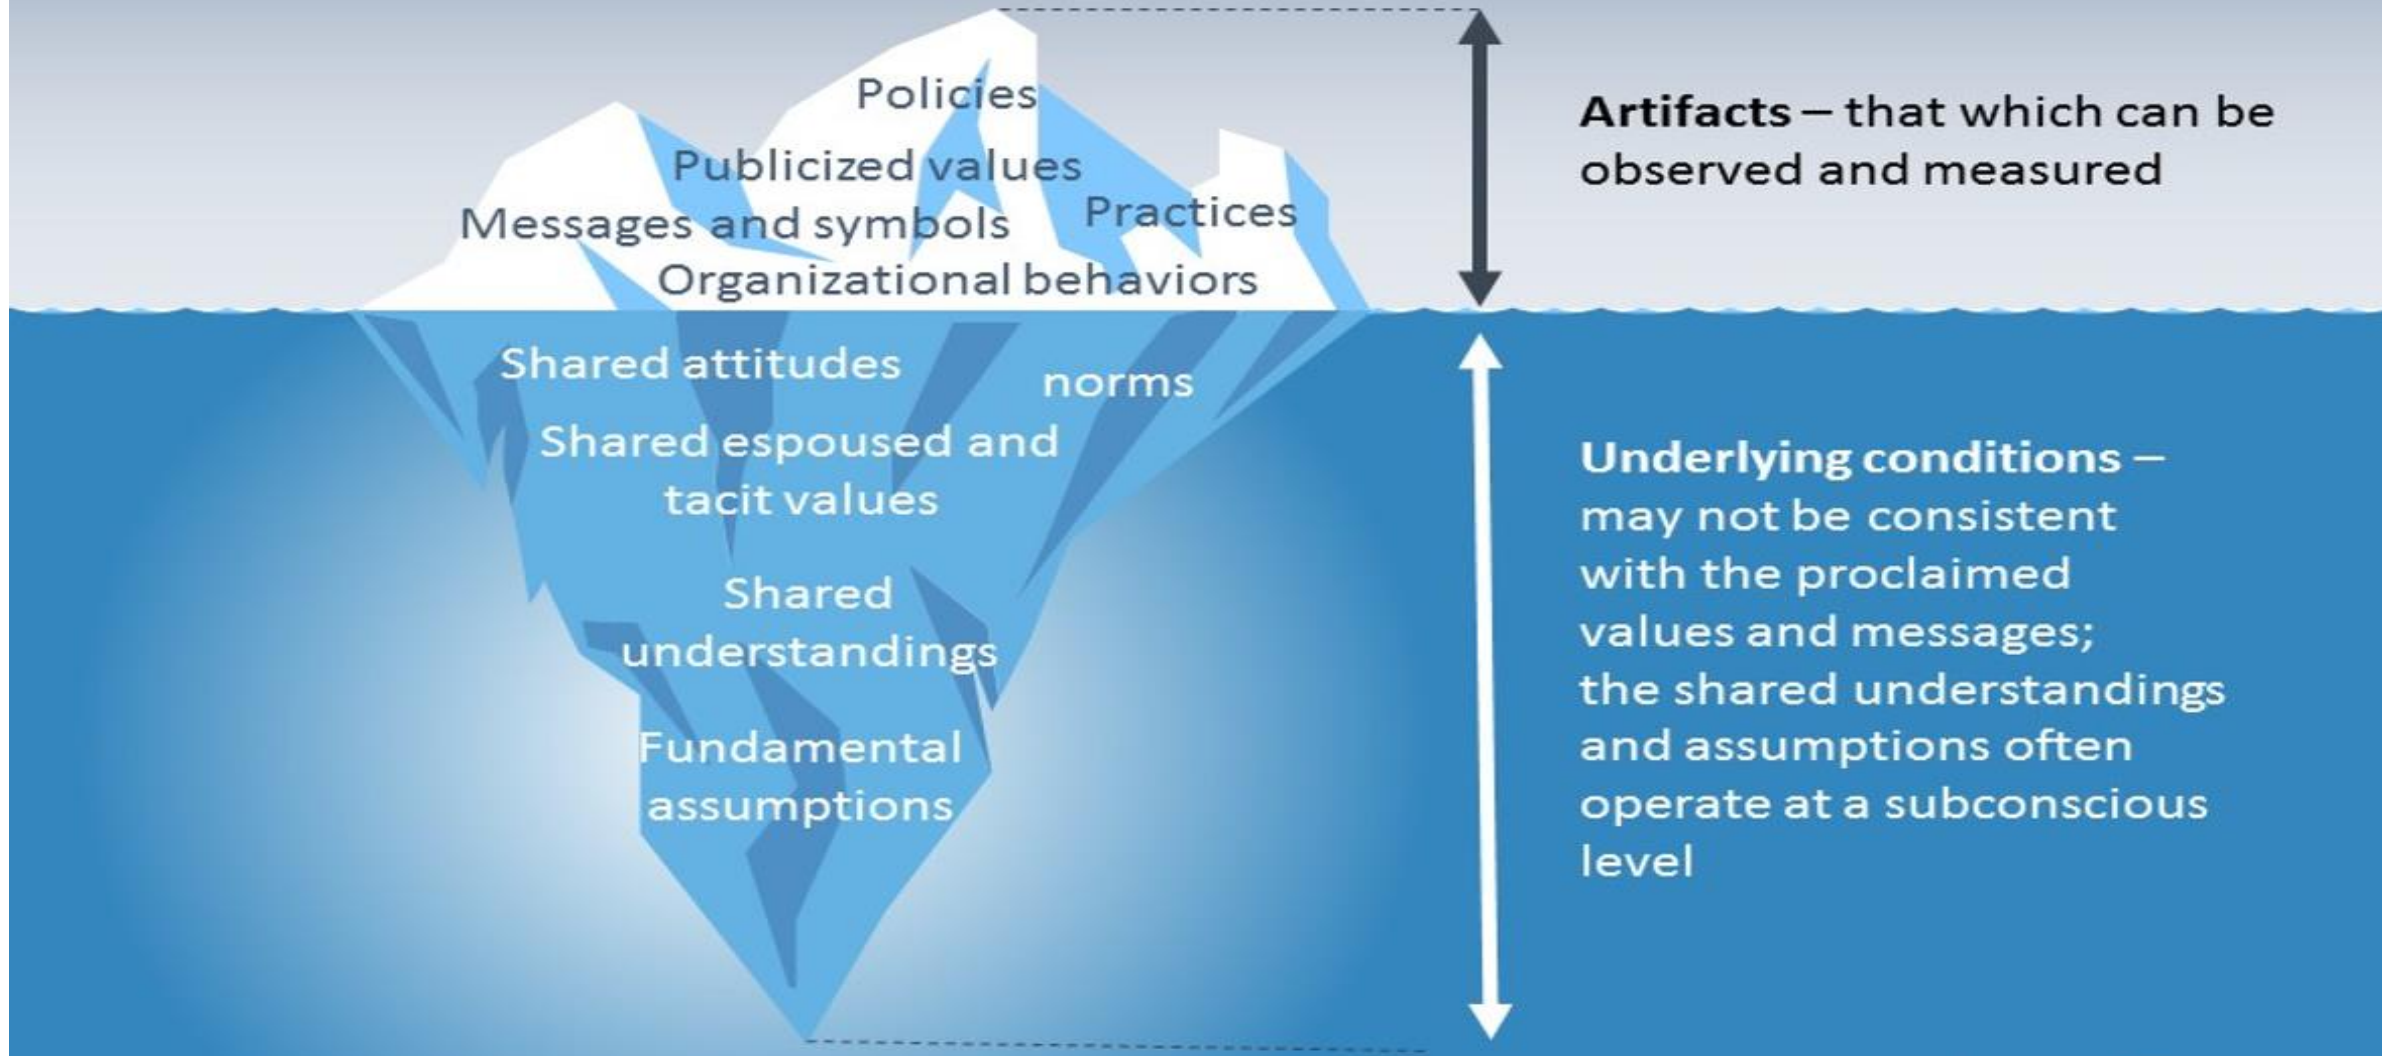 Policies
Publicized values
Messages and symbols
Practices
Organizational behaviors
Artifacts – that which can be
observed and measured
Shared attitudes
norms
Shared espoused and
tacit values
Shared
understandings
Fundamental
assumptions
Underlying conditions –
may not be consistent
with the proclaimed
values and messages;
the shared understandings
and assumptions often
operate at a subconscious
level